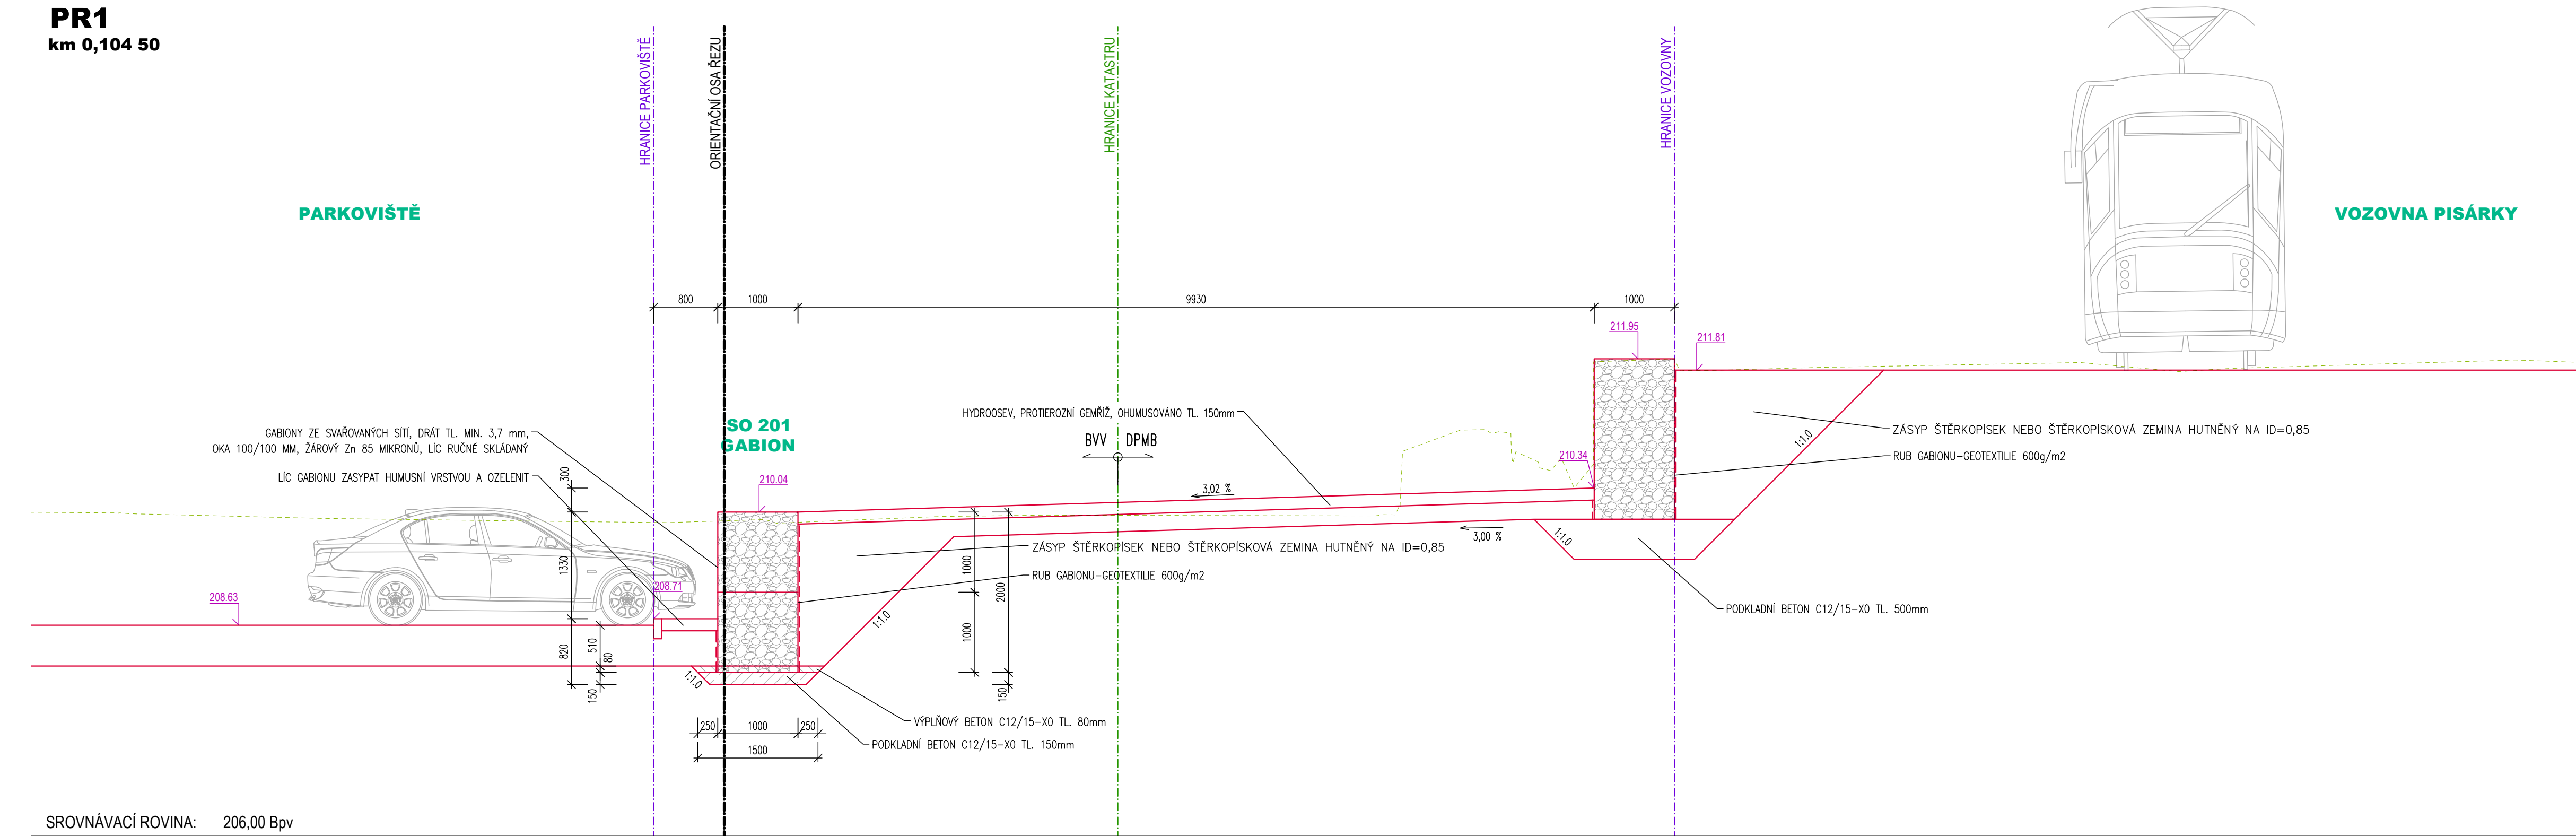 PR1
km 0,104 50
HRANICE PARKOVIŠTĚ
ORIENTAČNÍ OSA ŘEZU
HRANICE KATASTRU
HRANICE VOZOVNY
PARKOVIŠTĚ
VOZOVNA PISÁRKY
800
1000
9930
1000
211.95
211.81
HYDROOSEV, PROTIEROZNÍ GEMŘÍŽ, OHUMUSOVÁNO TL. 150mm
SO 201
GABION
BVV
DPMB
GABIONY ZE SVAŘOVANÝCH SÍTÍ, DRÁT TL. MIN. 3,7 mm,
OKA 100/100 MM, ŽÁROVÝ Zn 85 MIKRONŮ, LÍC RUČNÉ SKLÁDANÝ
LÍC GABIONU ZASYPAT HUMUSNÍ VRSTVOU A OZELENIT
ZÁSYP ŠTĚRKOPÍSEK NEBO ŠTĚRKOPÍSKOVÁ ZEMINA HUTNĚNÝ NA ID=0,85
1:1.0
RUB GABIONU-GEOTEXTILIE 600g/m2
210.34
300
210.04
3,02 %
3,00 %
1:1.0
ZÁSYP ŠTĚRKOPÍSEK NEBO ŠTĚRKOPÍSKOVÁ ZEMINA HUTNĚNÝ NA ID=0,85
RUB GABIONU-GEOTEXTILIE 600g/m2
1330
1000
2000
208.71
208.63
1:1.0
PODKLADNÍ BETON C12/15-X0 TL. 500mm
820
510
80
150
1000
150
1:1.0
VÝPLŇOVÝ BETON C12/15-X0 TL. 80mm
PODKLADNÍ BETON C12/15-X0 TL. 150mm
250
1000
250
1500
SROVNÁVACÍ ROVINA: 206,00 Bpv